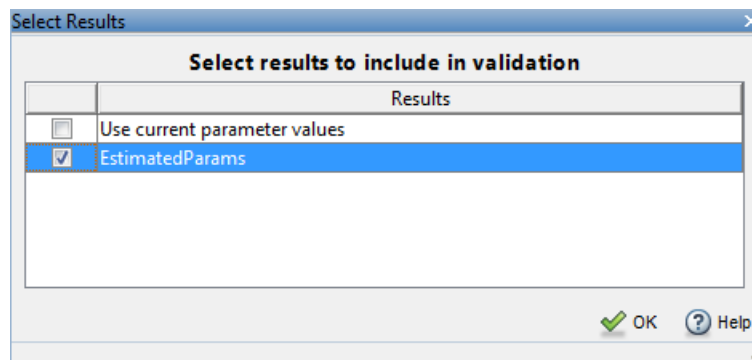 Select Results
Select results to include in validation
Results
Use current parameter values
EstimatedParams
OK
Help